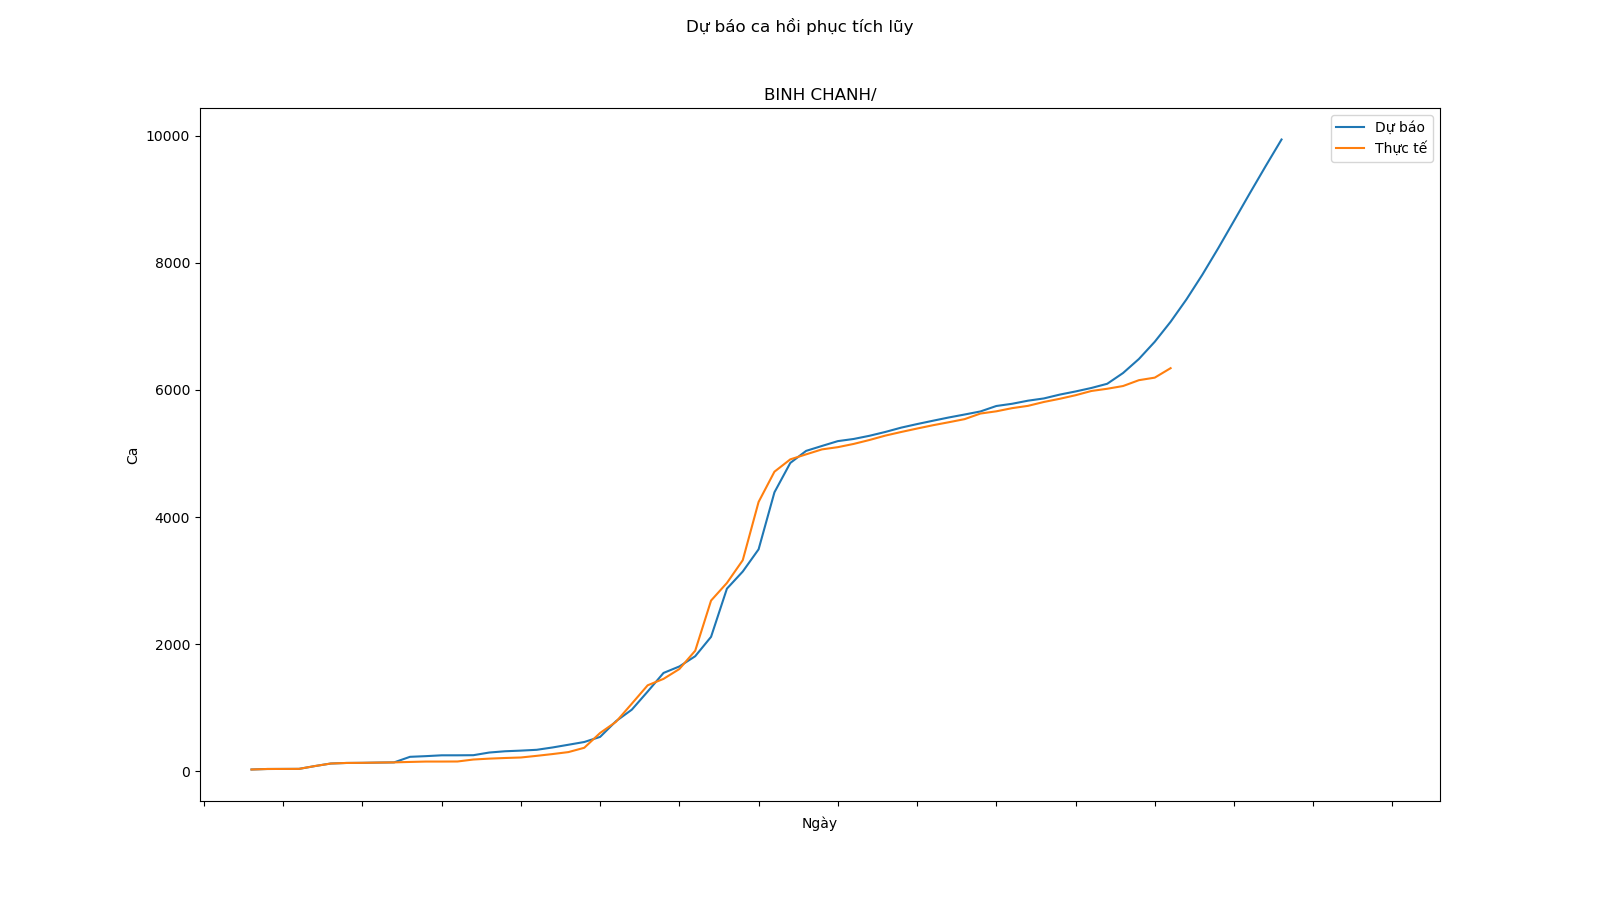 Dự báo ca hồi phục tích lũy
BINH CHANH/
Dự báo
Thực tế
10000
8000
6000
4000
2000
0
Ca
Ngày